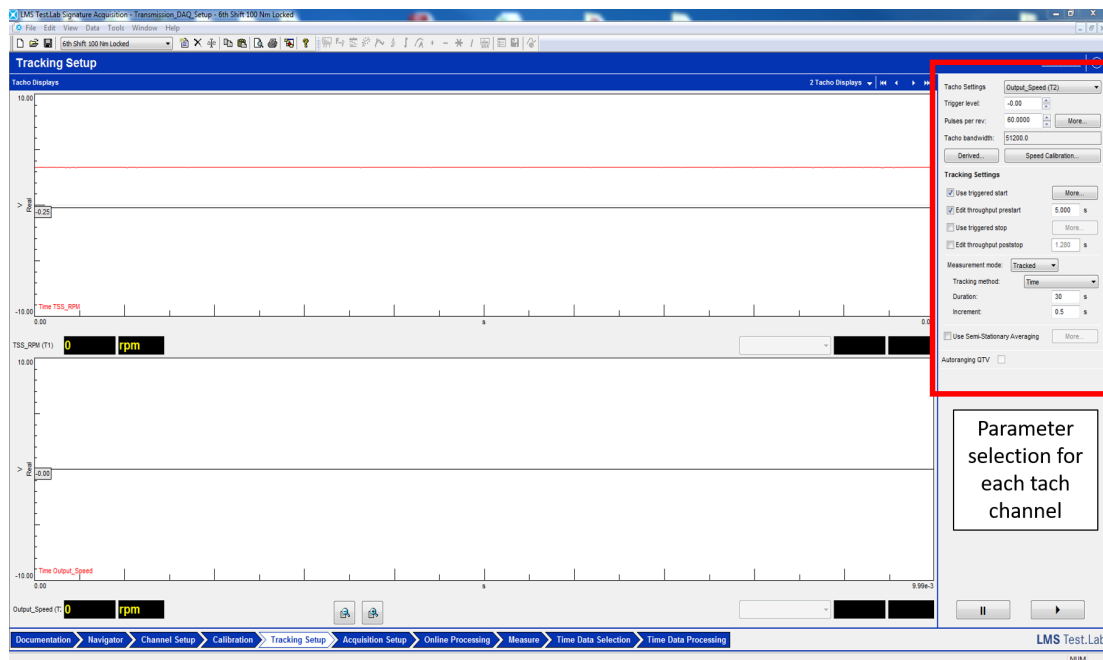 LMS Test.Lab Signature Acquisition - Transmission_DAQ_Setup - 6th Shift 100 Nm Locked
File Edit View Data Tools Window Help
6th Shift 100 Nm Locked
Tracking Setup
Tacho Displays
2 Tacho Displays
10.00
Real
V
-0.25
Time TSS_RPM
-10.00
0.00
s
0.0
TSS_RPM (T1) 0 rpm
10.00
Real
V
-0.00
Time Output_Speed
-10.00
0.00
s
9.99e-3
Output_Speed (T: 0 rpm
Tacho Settings Output_Speed (T2)
Trigger level: -0.00
Pulses per rev: 60.0000 More...
Tacho bandwidth: 51200.0
Derived... Speed Calibration...
Tracking Settings
Use triggered start More...
Edit throughput prestart 5.000 s
Use triggered stop More...
Edit throughput poststop 1.280 s
Measurement mode: Tracked
Tracking method: Time
Duration: 30 s
Increment: 0.5 s
Use Semi-Stationary Averaging More...
Autoranging QTV
Parameter
selection for
each tach
channel
Documentation Navigator Channel Setup Calibration Tracking Setup Acquisition Setup Online Processing Measure Time Data Selection Time Data Processing
LMS Test.Lab
NUM